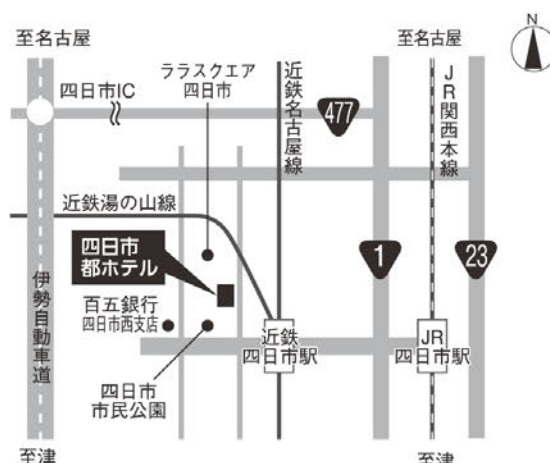 至名古屋
至名古屋
N
ララスクエア
四日市
四日市IC
近鉄名古屋線
477
JR関西本線
近鉄湯の山線
四日市
都ホテル
1
23
伊勢自動車道
百五銀行
四日市西支店
近鉄
四日市駅
JR
四日市駅
四日市
市民公園
至津
至津